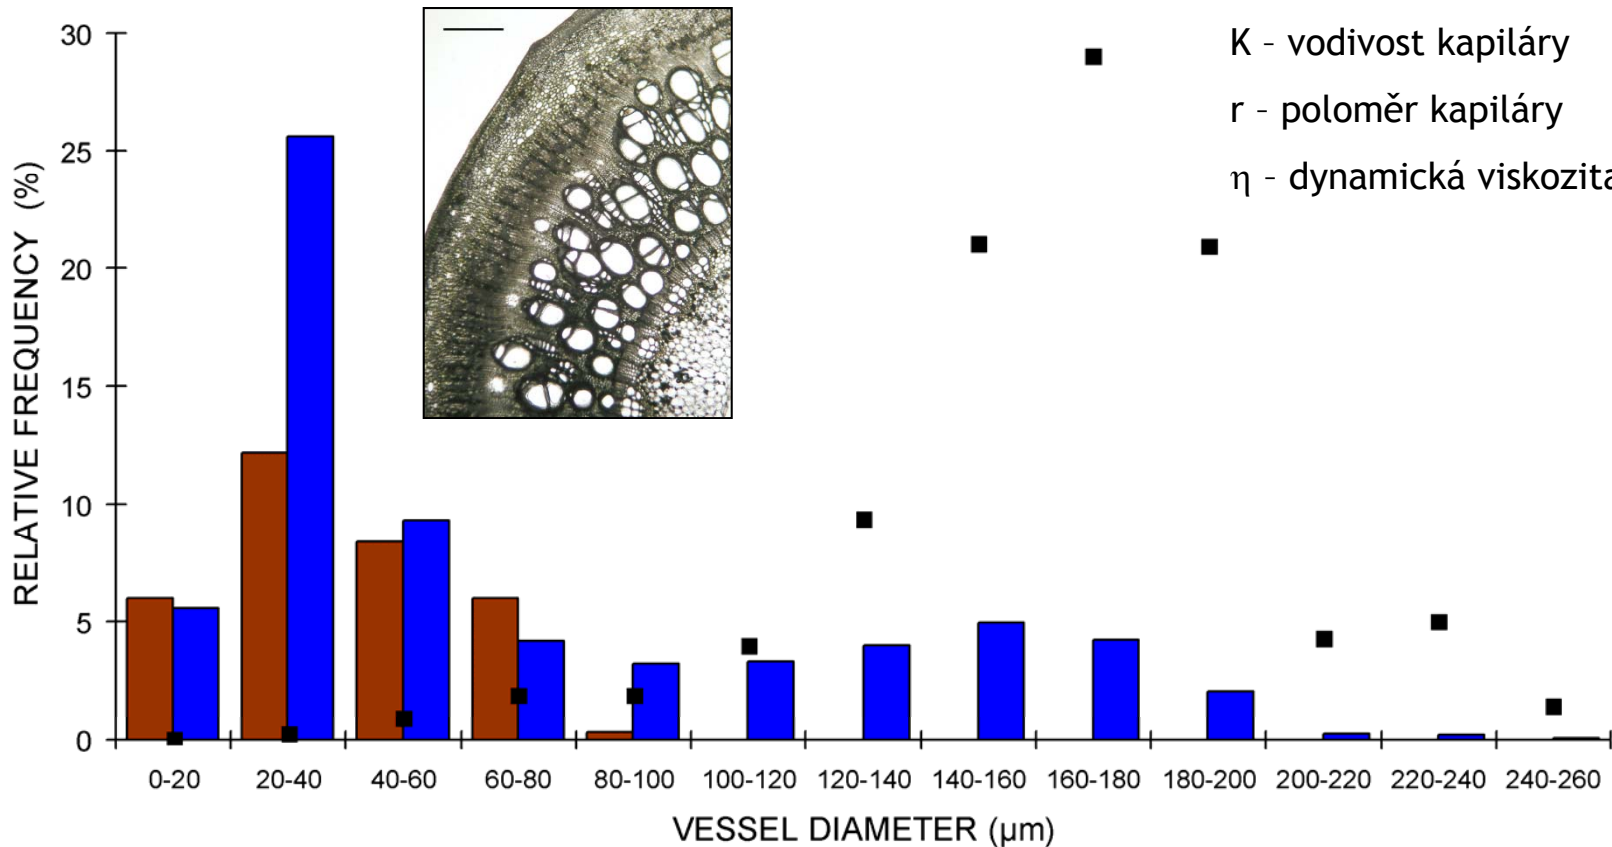 K – vodivost kapiláry
r – poloměr kapiláry
η – dynamická viskozita
RELATIVE FREQUENCY (%)
30
25
20
15
10
5
0
0-20 20-40 40-60 60-80 80-100 100-120 120-140 140-160 160-180 180-200 200-220 220-240 240-260
VESSEL DIAMETER (µm)